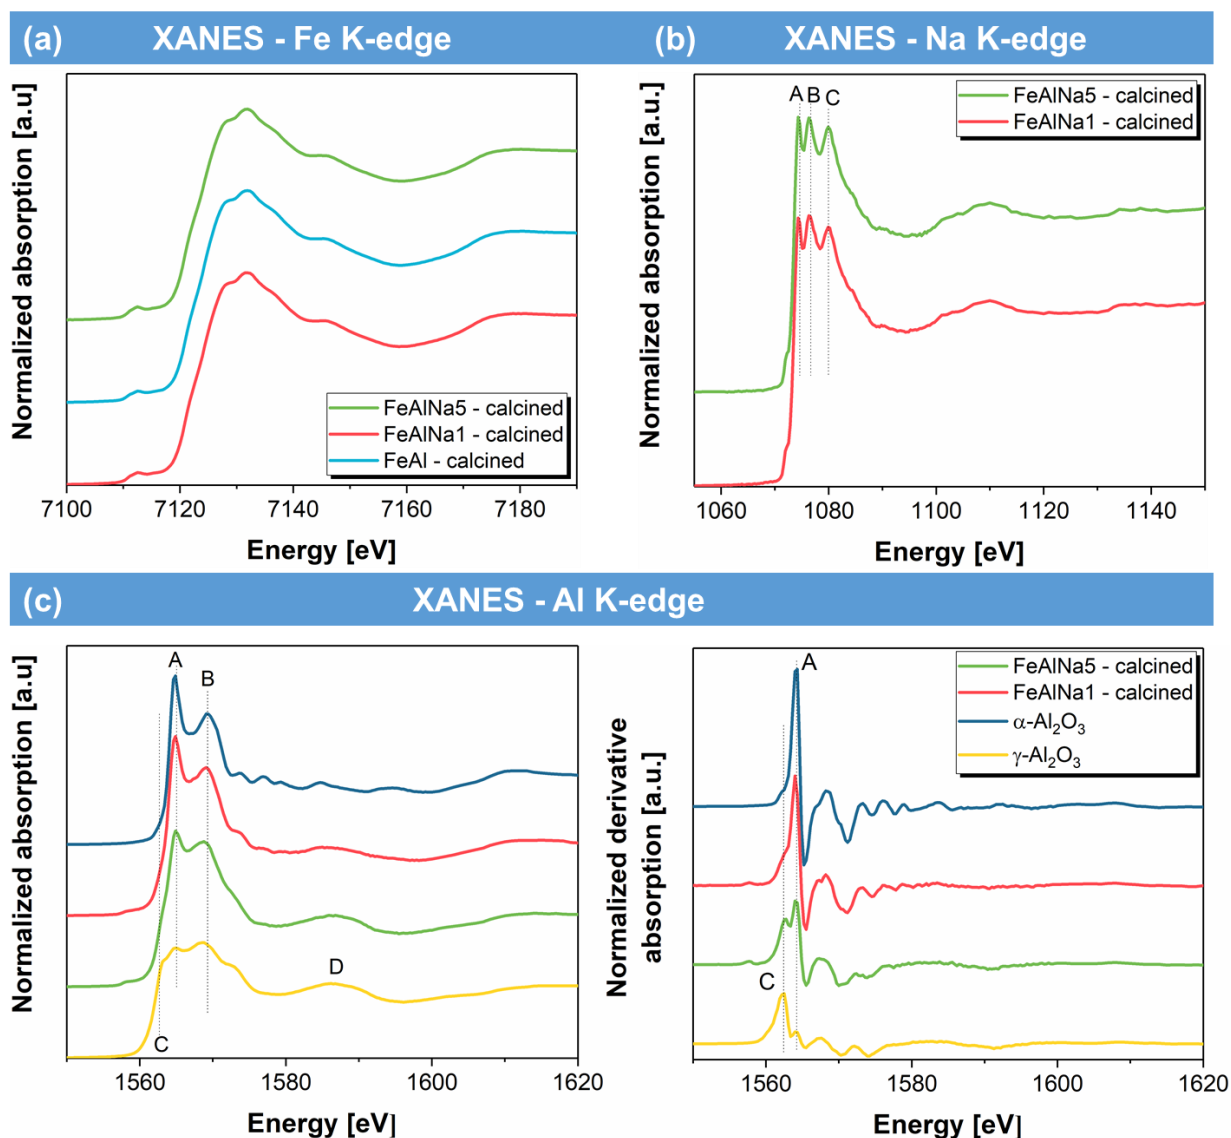 (a) XANES - Fe K-edge
Normalized absorption [a.u]
FeAlNa5 - calcined
FeAlNa1 - calcined
FeAl - calcined
7100 7120 7140 7160 7180
Energy [eV]
(b) XANES - Na K-edge
Normalized absorption [a.u.]
A B C
FeAlNa5 - calcined
FeAlNa1 - calcined
1060 1080 1100 1120 1140
Energy [eV]
(c) XANES - Al K-edge
Normalized absorption [a.u]
A
B
D
C
1560 1580 1600 1620
Energy [eV]
Normalized derivative
absorption [a.u.]
A
FeAlNa5 - calcined
FeAlNa1 - calcined
α-Al₂O₃
γ-Al₂O₃
C
1560 1580 1600 1620
Energy [eV]